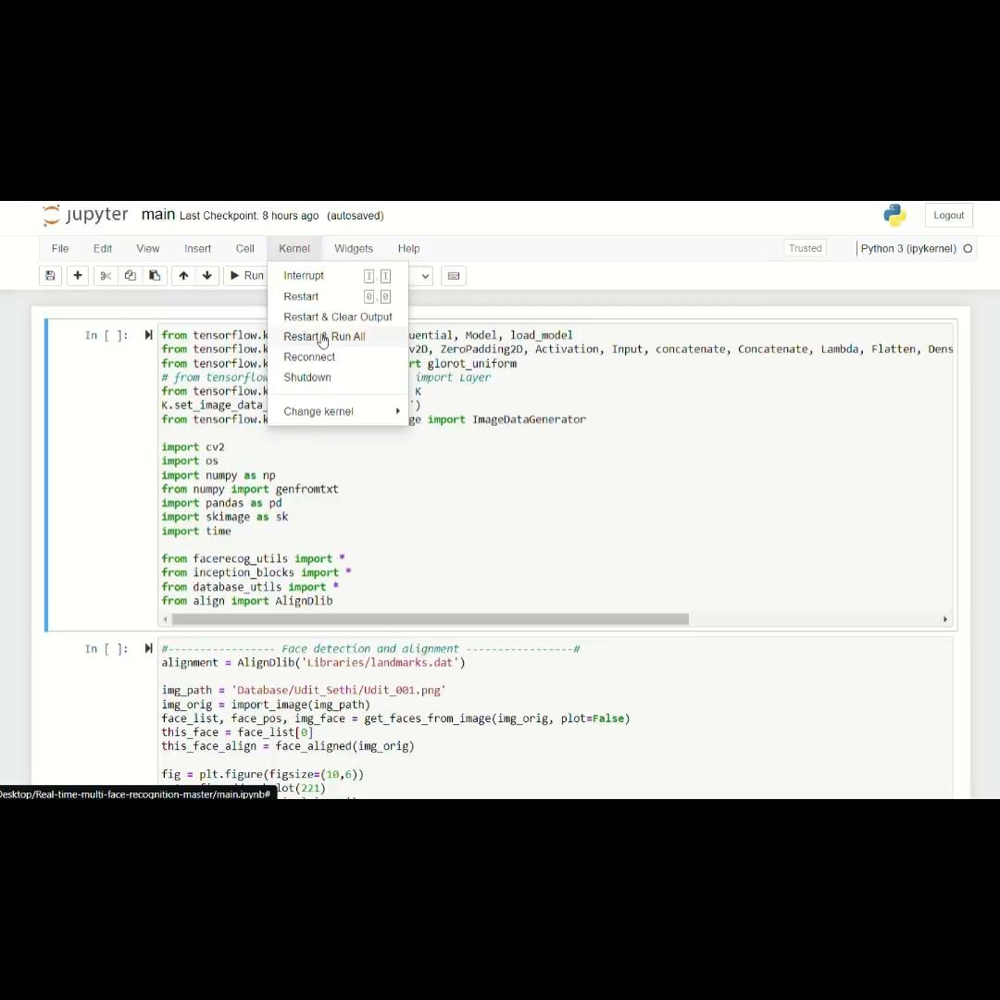 jupyter main Last Checkpoint: 8 hours ago (autosaved)
Logout
File Edit View Insert Cell Kernel Widgets Help
Trusted
Python 3 (ipykernel)
Run
Interrupt I , I
Restart 0 , 0
Restart & Clear Output
Restart & Run All
Reconnect
Shutdown
Change kernel
In [ ]:
from tensorflow.k uential, Model, load_model
from tensorflow.k v2D, ZeroPadding2D, Activation, Input, concatenate, Concatenate, Lambda, Flatten, Dens
from tensorflow.k rt glorot_uniform
# from tensorflow import Layer
from tensorflow.k K
K.set_image_data_ ')
from tensorflow.k ge import ImageDataGenerator
import cv2
import os
import numpy as np
from numpy import genfromtxt
import pandas as pd
import skimage as sk
import time
from facerecog_utils import *
from inception_blocks import *
from database_utils import *
from align import AlignDlib
In [ ]:
#----------------- Face detection and alignment -----------------#
alignment = AlignDlib('Libraries/landmarks.dat')
img_path = 'Database/Udit_Sethi/Udit_001.png'
img_orig = import_image(img_path)
face_list, face_pos, img_face = get_faces_from_image(img_orig, plot=False)
this_face = face_list[0]
this_face_align = face_aligned(img_orig)
fig = plt.figure(figsize=(10,6))
lot(221)
Desktop/Real-time-multi-face-recognition-master/main.ipynb#